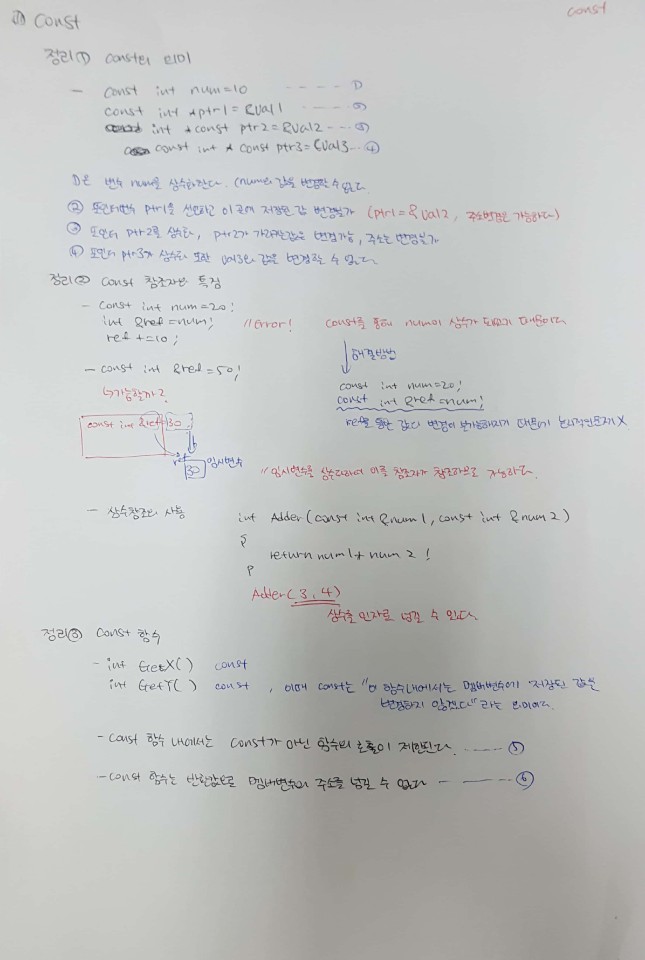 const
(1) const
정리① const의 의미
- const int num=10 ---- ①
const int *ptr1 = &val1 ---- ②
int * const ptr2 = &val2 --- ③
const int * const ptr3 = &val3 -- ④
①은 변수 num을 상수화한다. (num의 값을 변경할 수 없다.
② 포인터변수 ptr1을 선언하고 이 곳에 저장된 값 변경불가 (ptr1 = &val2, 주소변경은 가능하다)
③ 포인터 ptr2를 상수화, ptr2가 가리키는값은 변경가능, 주소는 변경불가
④ 포인터 ptr3가 상수화 또한 val3의 값을 변경할 수 없다.
정리② const 참조자의 특징
- const int num=20;
int &ref=num; //error! const를 통해 num이 상수가 되었기 때문이다
ref+=10;
해결방법
- const int &ref=50;
↳가능할까?
const int num=20;
const int &ref=num;
ref를 통한 값의 변경이 불가능하기 때문에 논리적인문제 X
const int &ref 30;
ref
30 임시변수
//임시변수를 상수화하여 이를 참조자가 참조하므로 가능하다.
- 상수참조의 사용 int Adder(const int &num1, const int &num2)
{
return num1+num2;
}
Adder(3,4)
상수를 인자로 넘길 수 있다.
정리③ Const 함수
- int GetX() const
int GetY() const, 이때 const는 "이 함수내에서는 멤버변수에 저장된 값을
변경하지 않겠다" 라는 의미이다.
- const 함수 내에서는 const가 아닌 함수의 호출이 제한된다. ---- ⑤
- const 함수는 반환값으로 멤버변수의 주소를 넘길 수 없다 - ---- ⑥